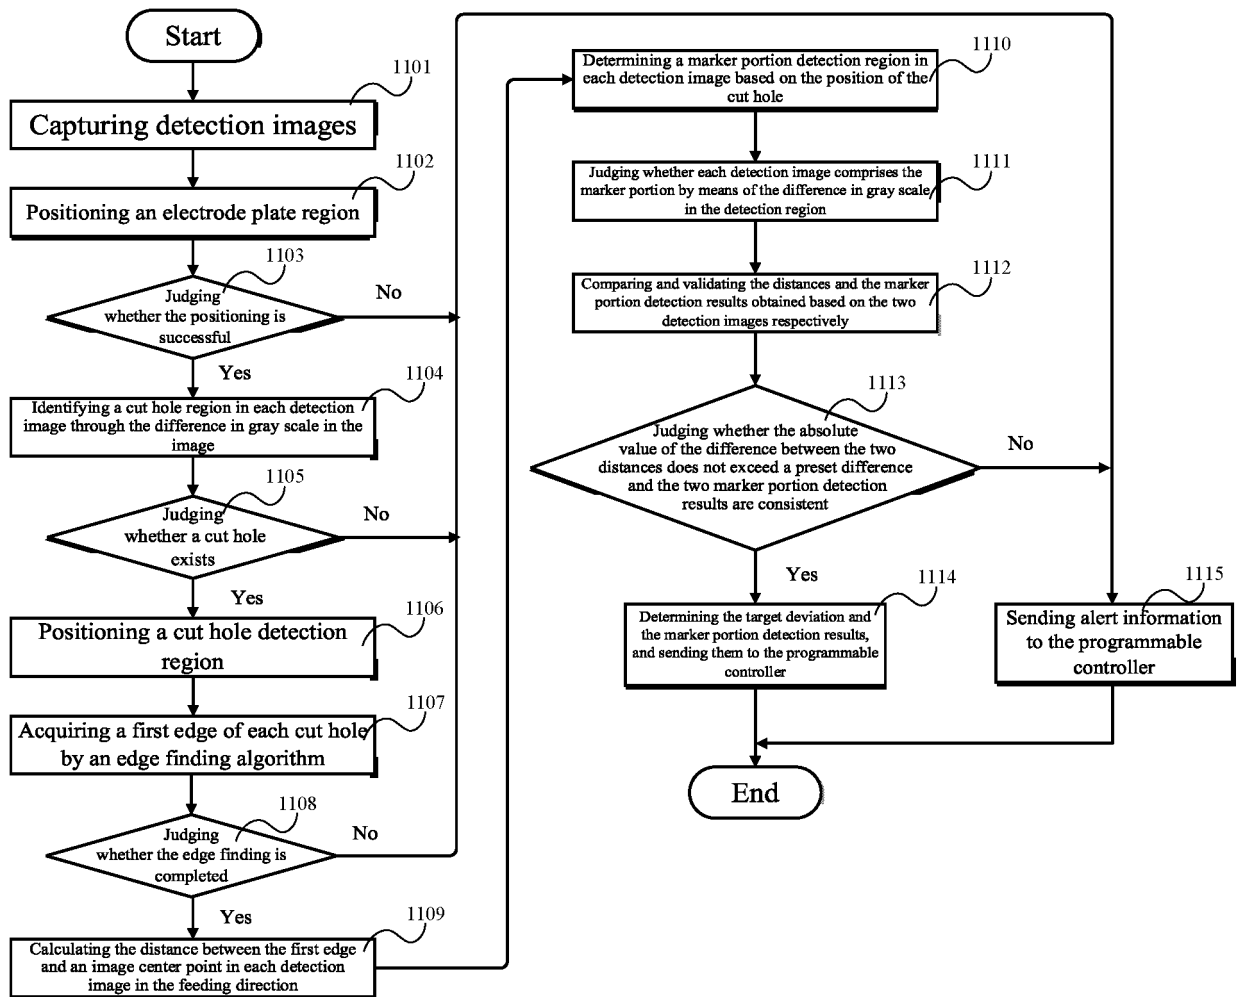 Start
1101
Capturing detection images
1102
Positioning an electrode plate region
1103
Judging
whether the positioning is
successful
No
Yes
1104
Identifying a cut hole region in each detection
image through the difference in gray scale in the
image
1105
Judging
whether a cut hole
exists
No
Yes
1106
Positioning a cut hole detection
region
1107
Acquiring a first edge of each cut hole
by an edge finding algorithm
1108
Judging
whether the edge finding is
completed
No
Yes
1109
Calculating the distance between the first edge
and an image center point in each detection
image in the feeding direction
1110
Determining a marker portion detection region in
each detection image based on the position of the
cut hole
1111
Judging whether each detection image comprises the
marker portion by means of the difference in gray scale
in the detection region
1112
Comparing and validating the distances and the marker
portion detection results obtained based on the two
detection images respectively
1113
Judging whether the absolute
value of the difference between the two
distances does not exceed a preset difference
and the two marker portion detection
results are consistent
No
Yes
1114
Determining the target deviation and
the marker portion detection results,
and sending them to the programmable
controller
1115
Sending alert information
to the programmable
controller
End